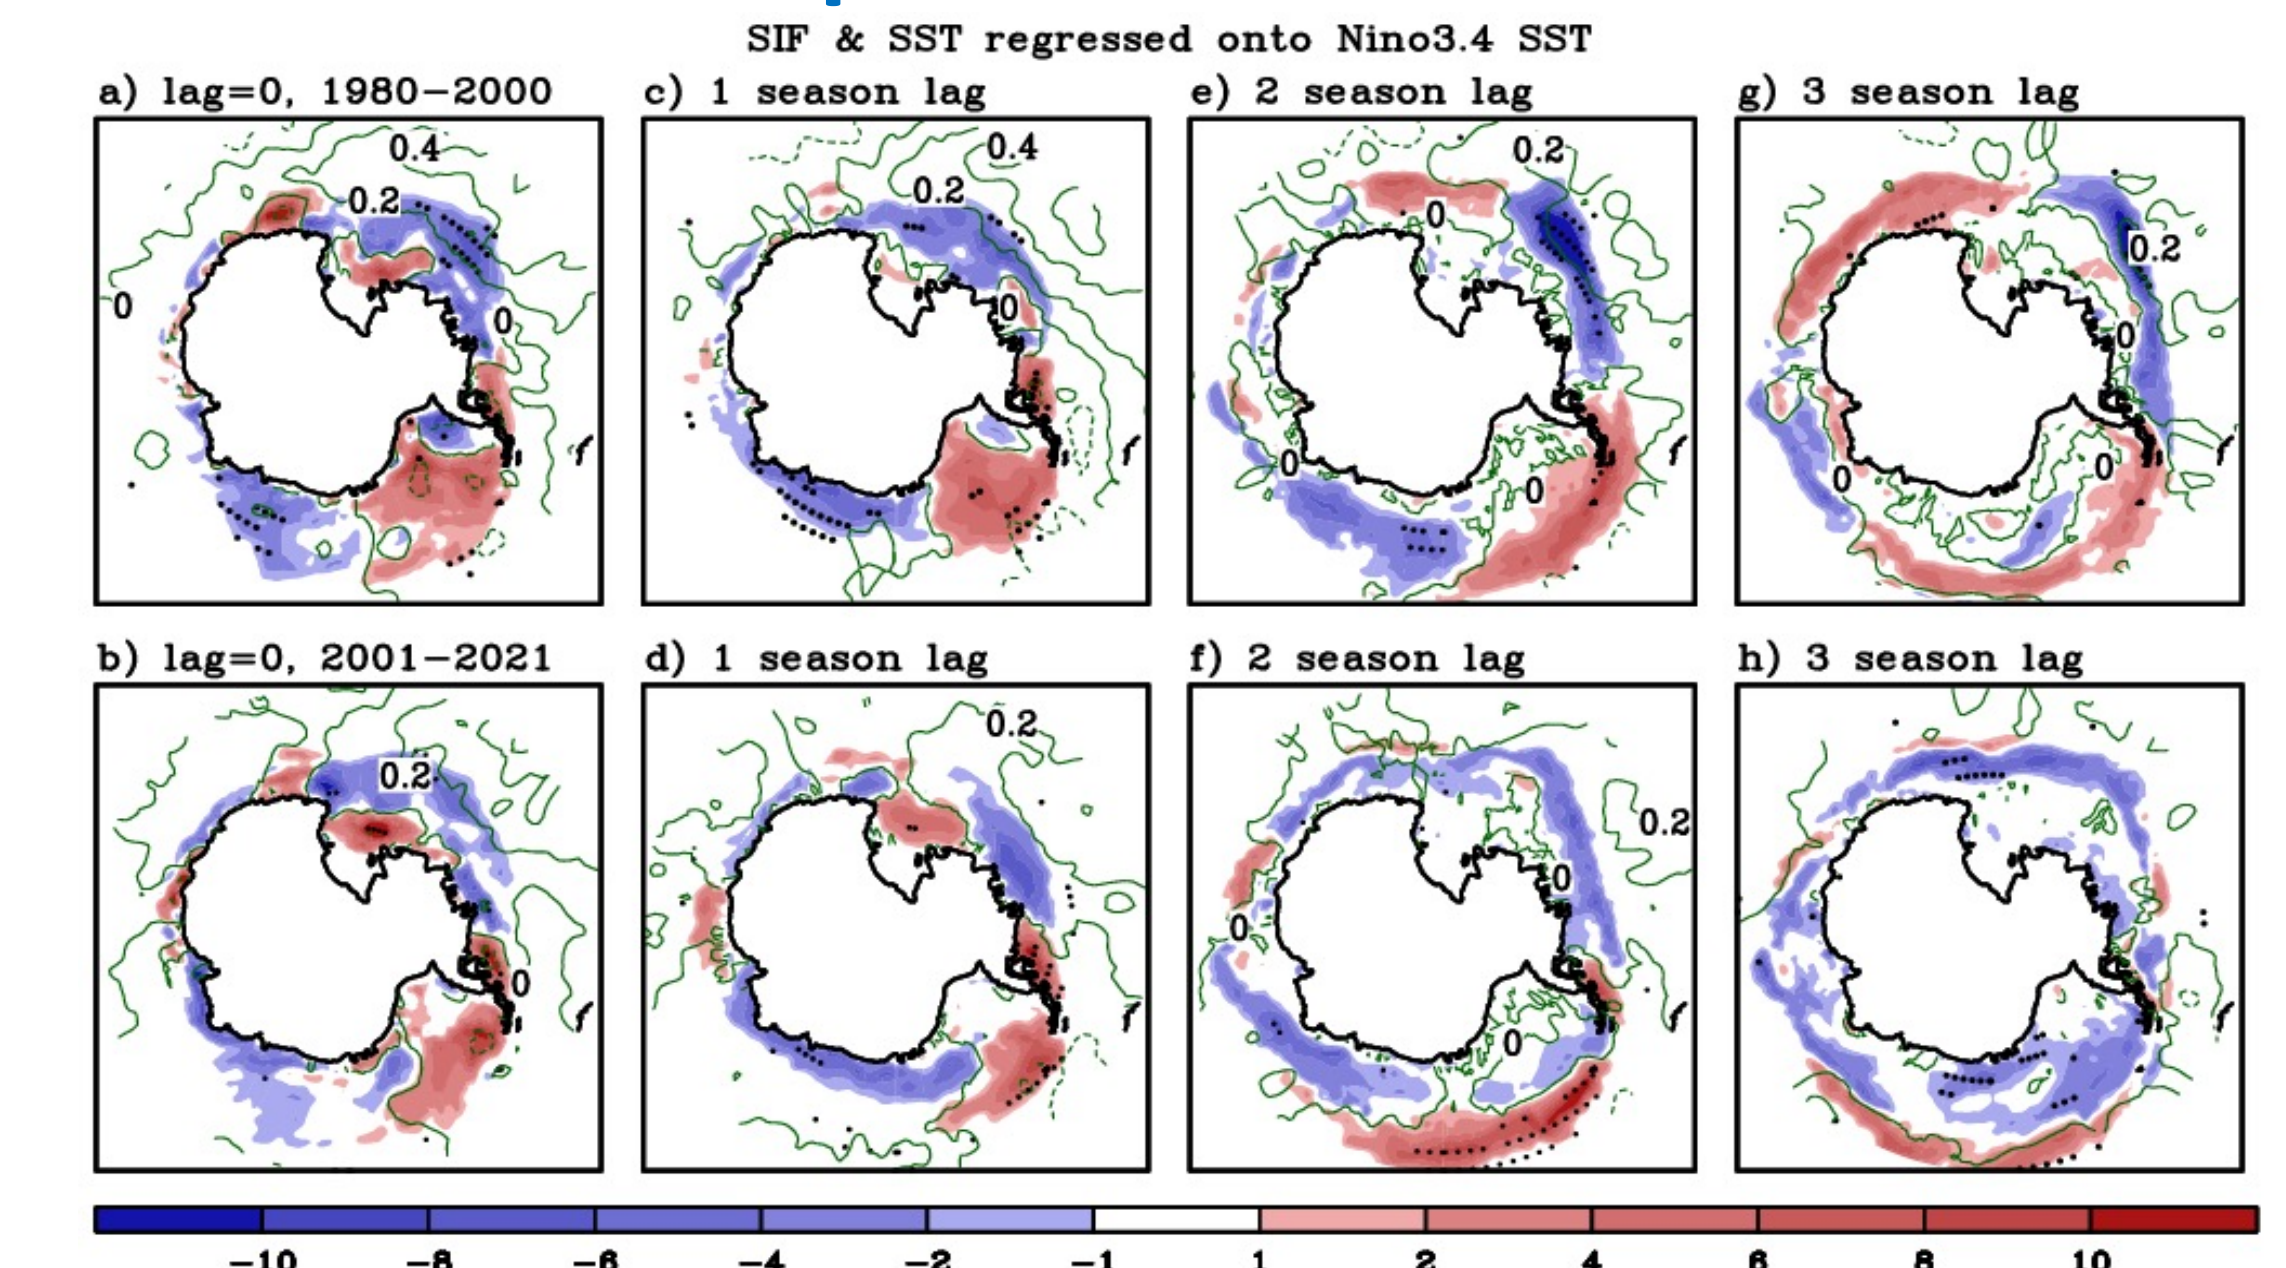 SIF & SST regressed onto Nino3.4 SST
a) lag=0, 1980-2000
c) 1 season lag
e) 2 season lag
g) 3 season lag
0.4
0.2
0
0
0.4
0.2
0
0.2
0
0
0
0.2
0
0
0
b) lag=0, 2001-2021
d) 1 season lag
f) 2 season lag
h) 3 season lag
0.2
0
0.2
0.2
0
0
0
-10 -8 -6 -4 -2 -1 1 2 4 6 8 10